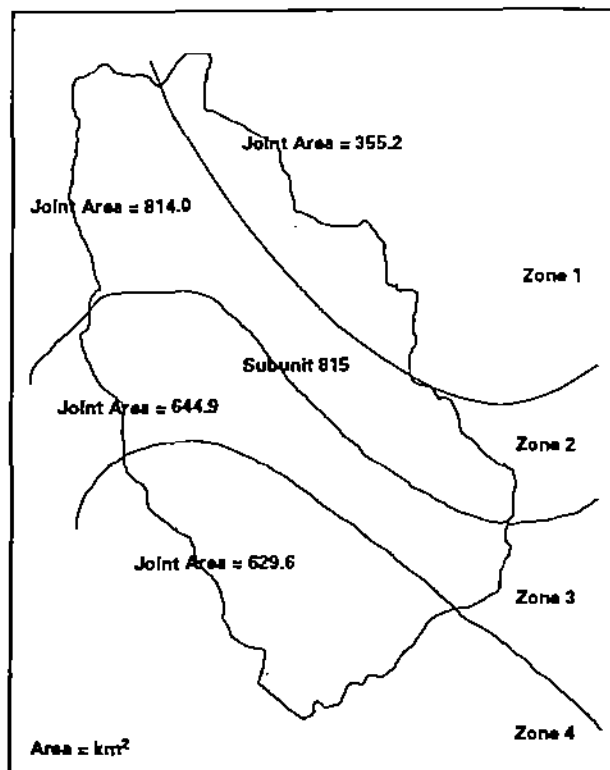 Joint Area = 355.2
Joint Area = 814.0
Zone 1
Subunit 815
Joint Area = 644.9
Zone 2
Joint Area = 629.6
Zone 3
Zone 4
Area = km²